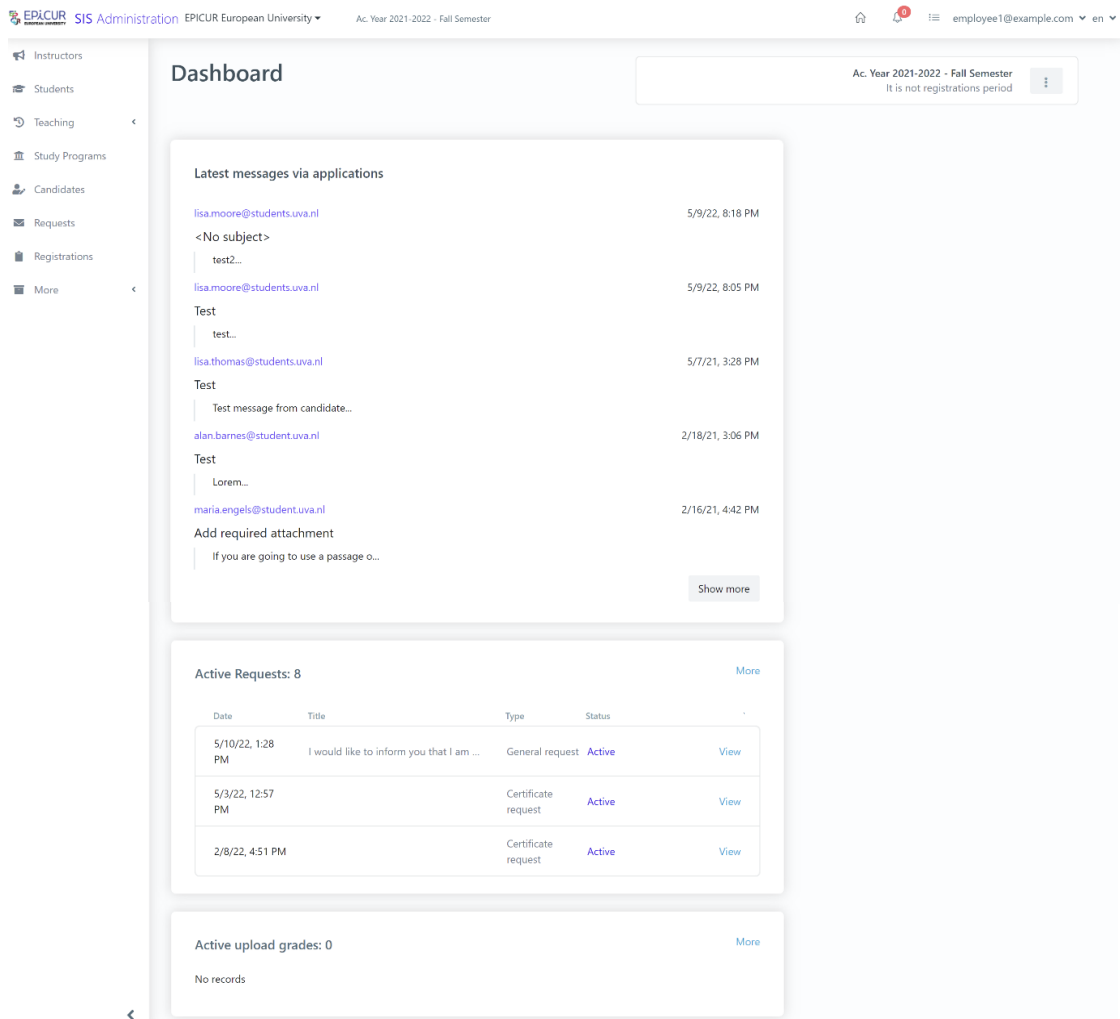 EPICUR SIS Administration EPICUR European University Ac. Year 2021-2022 - Fall Semester 0 employee1@example.com en
EUROPEAN UNIVERSITY
Instructors
Students
Teaching
Study Programs
Candidates
Requests
Registrations
More
Dashboard
Ac. Year 2021-2022 - Fall Semester
It is not registrations period
Latest messages via applications
lisa.moore@students.uva.nl 5/9/22, 8:18 PM
<No subject>
test2...
lisa.moore@students.uva.nl 5/9/22, 8:05 PM
Test
test...
lisa.thomas@students.uva.nl 5/7/21, 3:28 PM
Test
Test message from candidate...
alan.barnes@student.uva.nl 2/18/21, 3:06 PM
Test
Lorem...
maria.engels@student.uva.nl 2/16/21, 4:42 PM
Add required attachment
If you are going to use a passage o...
Show more
Active Requests: 8 More
Date Title Type Status
5/10/22, 1:28
PM
I would like to inform you that I am ... General request Active View
5/3/22, 12:57
PM
Certificate
request
Active View
2/8/22, 4:51 PM
Certificate
request
Active View
Active upload grades: 0 More
No records